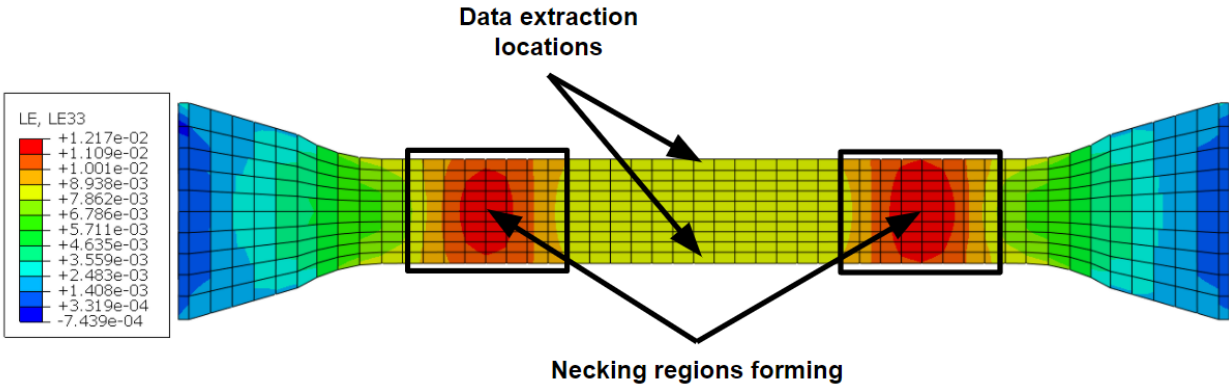 Data extraction
locations
LE, LE33
+1.217e-02
+1.109e-02
+1.001e-02
+8.938e-03
+7.862e-03
+6.786e-03
+5.711e-03
+4.635e-03
+3.559e-03
+2.483e-03
+1.408e-03
+3.319e-04
-7.439e-04
Necking regions forming